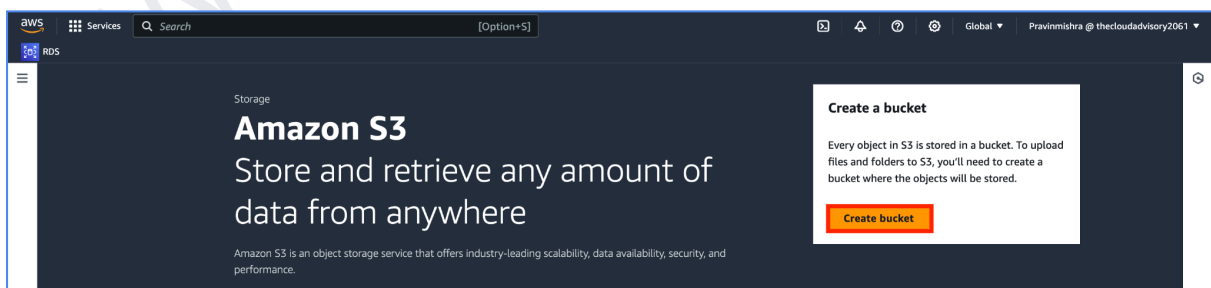 aws
Services
Search
[Option+S]
Global
Pravinmishra @ thecloudadvisory2061
RDS
Storage
Amazon S3
Store and retrieve any amount of
data from anywhere
Amazon S3 is an object storage service that offers industry-leading scalability, data availability, security, and
performance.
Create a bucket
Every object in S3 is stored in a bucket. To upload
files and folders to S3, you'll need to create a
bucket where the objects will be stored.
Create bucket